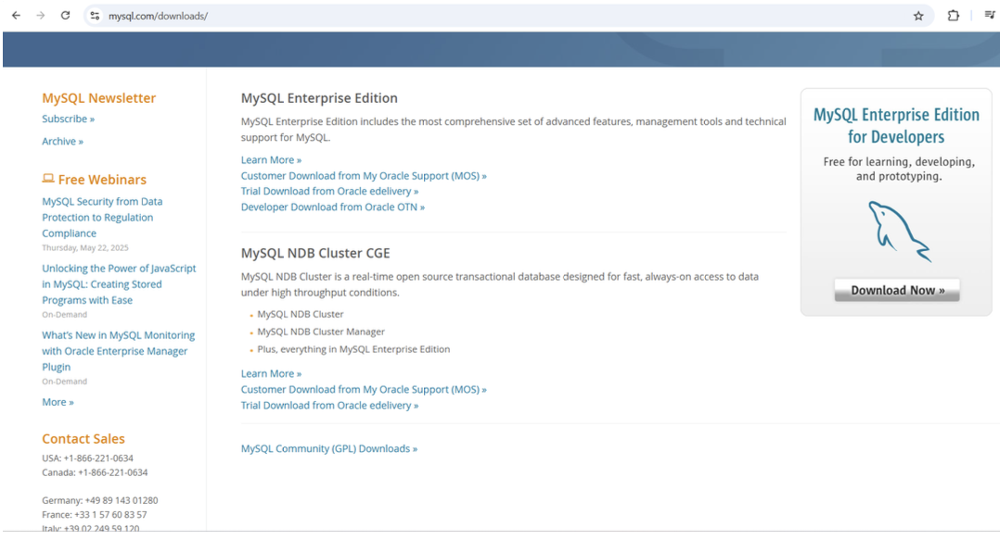 mysql.com/downloads/
MySQL Newsletter
Subscribe »
Archive »
Free Webinars
MySQL Security from Data
Protection to Regulation
Compliance
Thursday, May 22, 2025
Unlocking the Power of JavaScript
in MySQL: Creating Stored
Programs with Ease
On-Demand
What's New in MySQL Monitoring
with Oracle Enterprise Manager
Plugin
On-Demand
More »
Contact Sales
USA: +1-866-221-0634
Canada: +1-866-221-0634
Germany: +49 89 143 01280
France: +33 1 57 60 83 57
Italy: +39 02 249 59 120
MySQL Enterprise Edition
MySQL Enterprise Edition includes the most comprehensive set of advanced features, management tools and technical
support for MySQL.
Learn More »
Customer Download from My Oracle Support (MOS) »
Trial Download from Oracle edelivery »
Developer Download from Oracle OTN »
MySQL NDB Cluster CGE
MySQL NDB Cluster is a real-time open source transactional database designed for fast, always-on access to data
under high throughput conditions.
MySQL NDB Cluster
MySQL NDB Cluster Manager
Plus, everything in MySQL Enterprise Edition
Learn More »
Customer Download from My Oracle Support (MOS) »
Trial Download from Oracle edelivery »
MySQL Community (GPL) Downloads »
MySQL Enterprise Edition
for Developers
Free for learning, developing,
and prototyping.
Download Now »